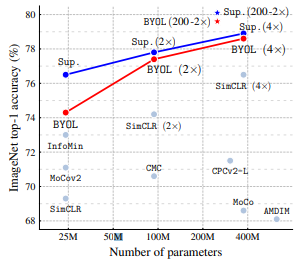 80
78
76
74
72
70
68
ImageNet top-1 accuracy (%)
Sup.(200-2×)
BYOL(200-2×)
Sup.(4×)
Sup.(2×)
BYOL (4×)
Sup.
BYOL (2×)
SimCLR (4×)
BYOL
SimCLR (2×)
InfoMin
CMC
CPCv2-L
MoCov2
MoCo
SimCLR
AMDIM
25M 50M 100M 200M 400M
Number of parameters